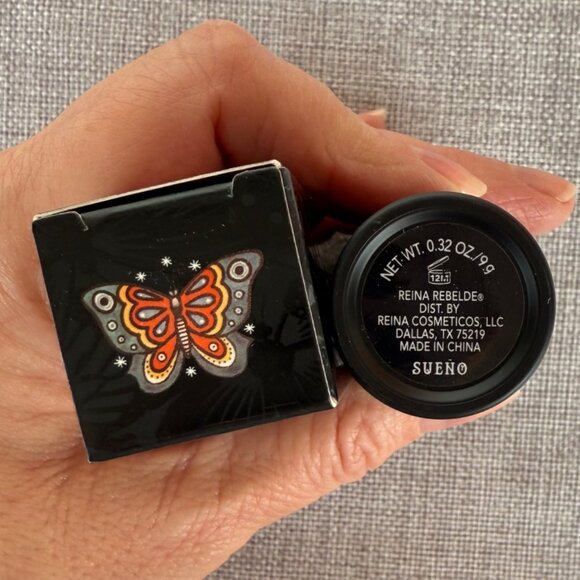 NET. WT. 0.32 OZ./9g
12M
REINA REBELDE®
DIST. BY
REINA COSMETICOS, LLC
DALLAS, TX 75219
MADE IN CHINA
SUEÑO